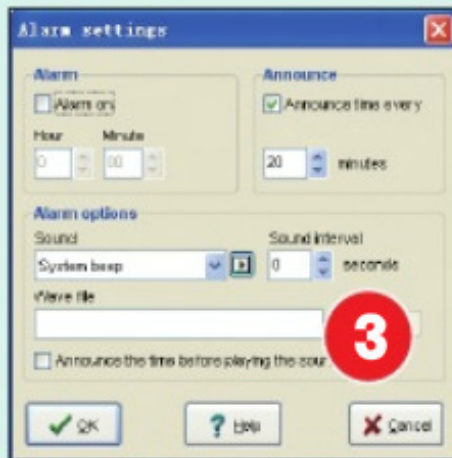 Alarm settings
Alarm
Announce
Alarm on
Announce time every
Hour
Minute
0
00
20
minutes
Alarm options
Sound
Sound interval
System beep
0
seconds
Wave file
3
Announce the time before playing the
OK
Help
Cancel